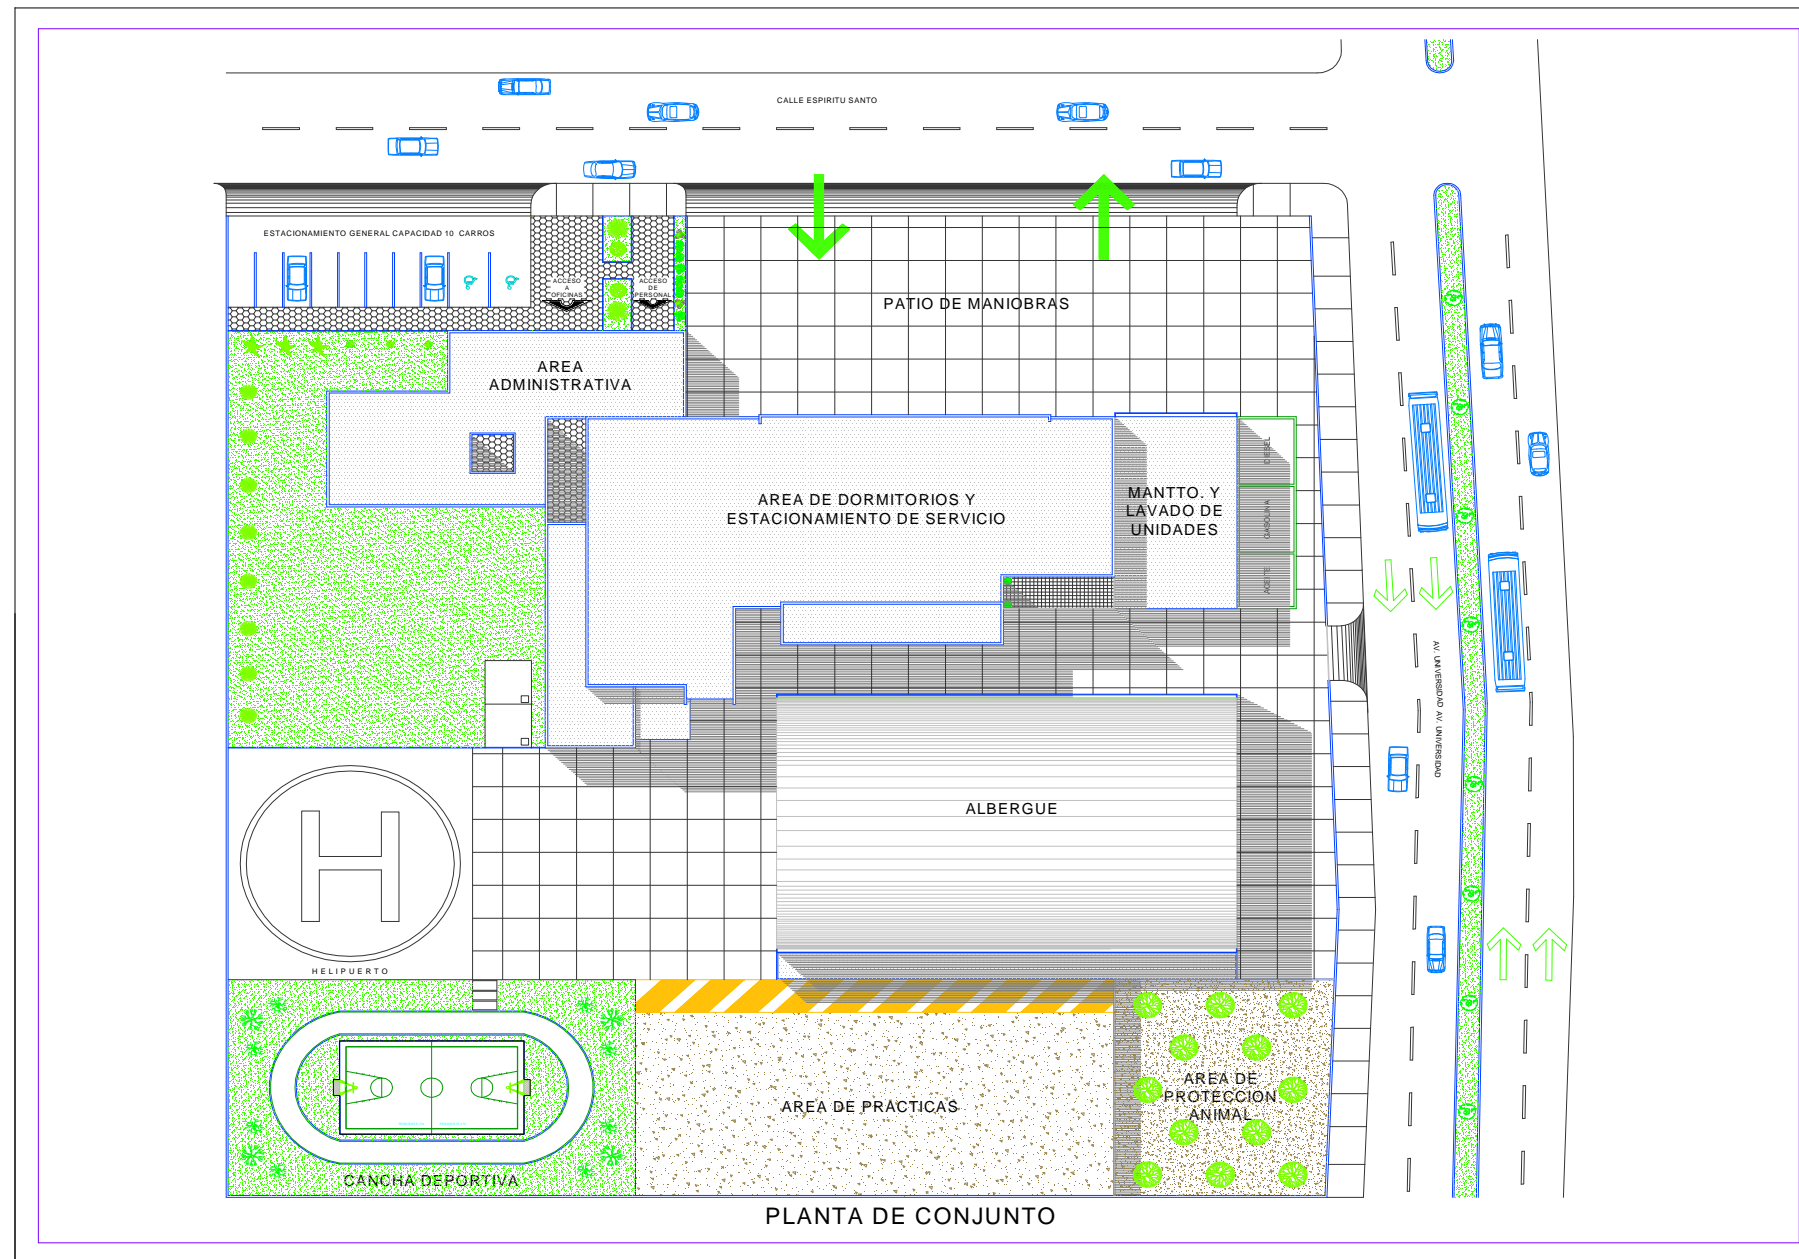 CALLE ESPIRITU SANTO
ESTACIONAMIENTO GENERAL CAPACIDAD 10 CARROS
ACCESO
A
OFICINAS
ACCESO
DE
PERSONAL
PATIO DE MANIOBRAS
AREA
ADMINISTRATIVA
AREA DE DORMITORIOS Y
ESTACIONAMIENTO DE SERVICIO
MANTTO. Y
LAVADO DE
UNIDADES
DIESEL
GASOLINA
ACEITE
AV. UNIVERSIDAD AV. UNIVERSIDAD
ALBERGUE
H
HELIPUERTO
AREA DE PRACTICAS
AREA DE
PROTECCION
ANIMAL
CANCHA DEPORTIVA
PLANTA DE CONJUNTO